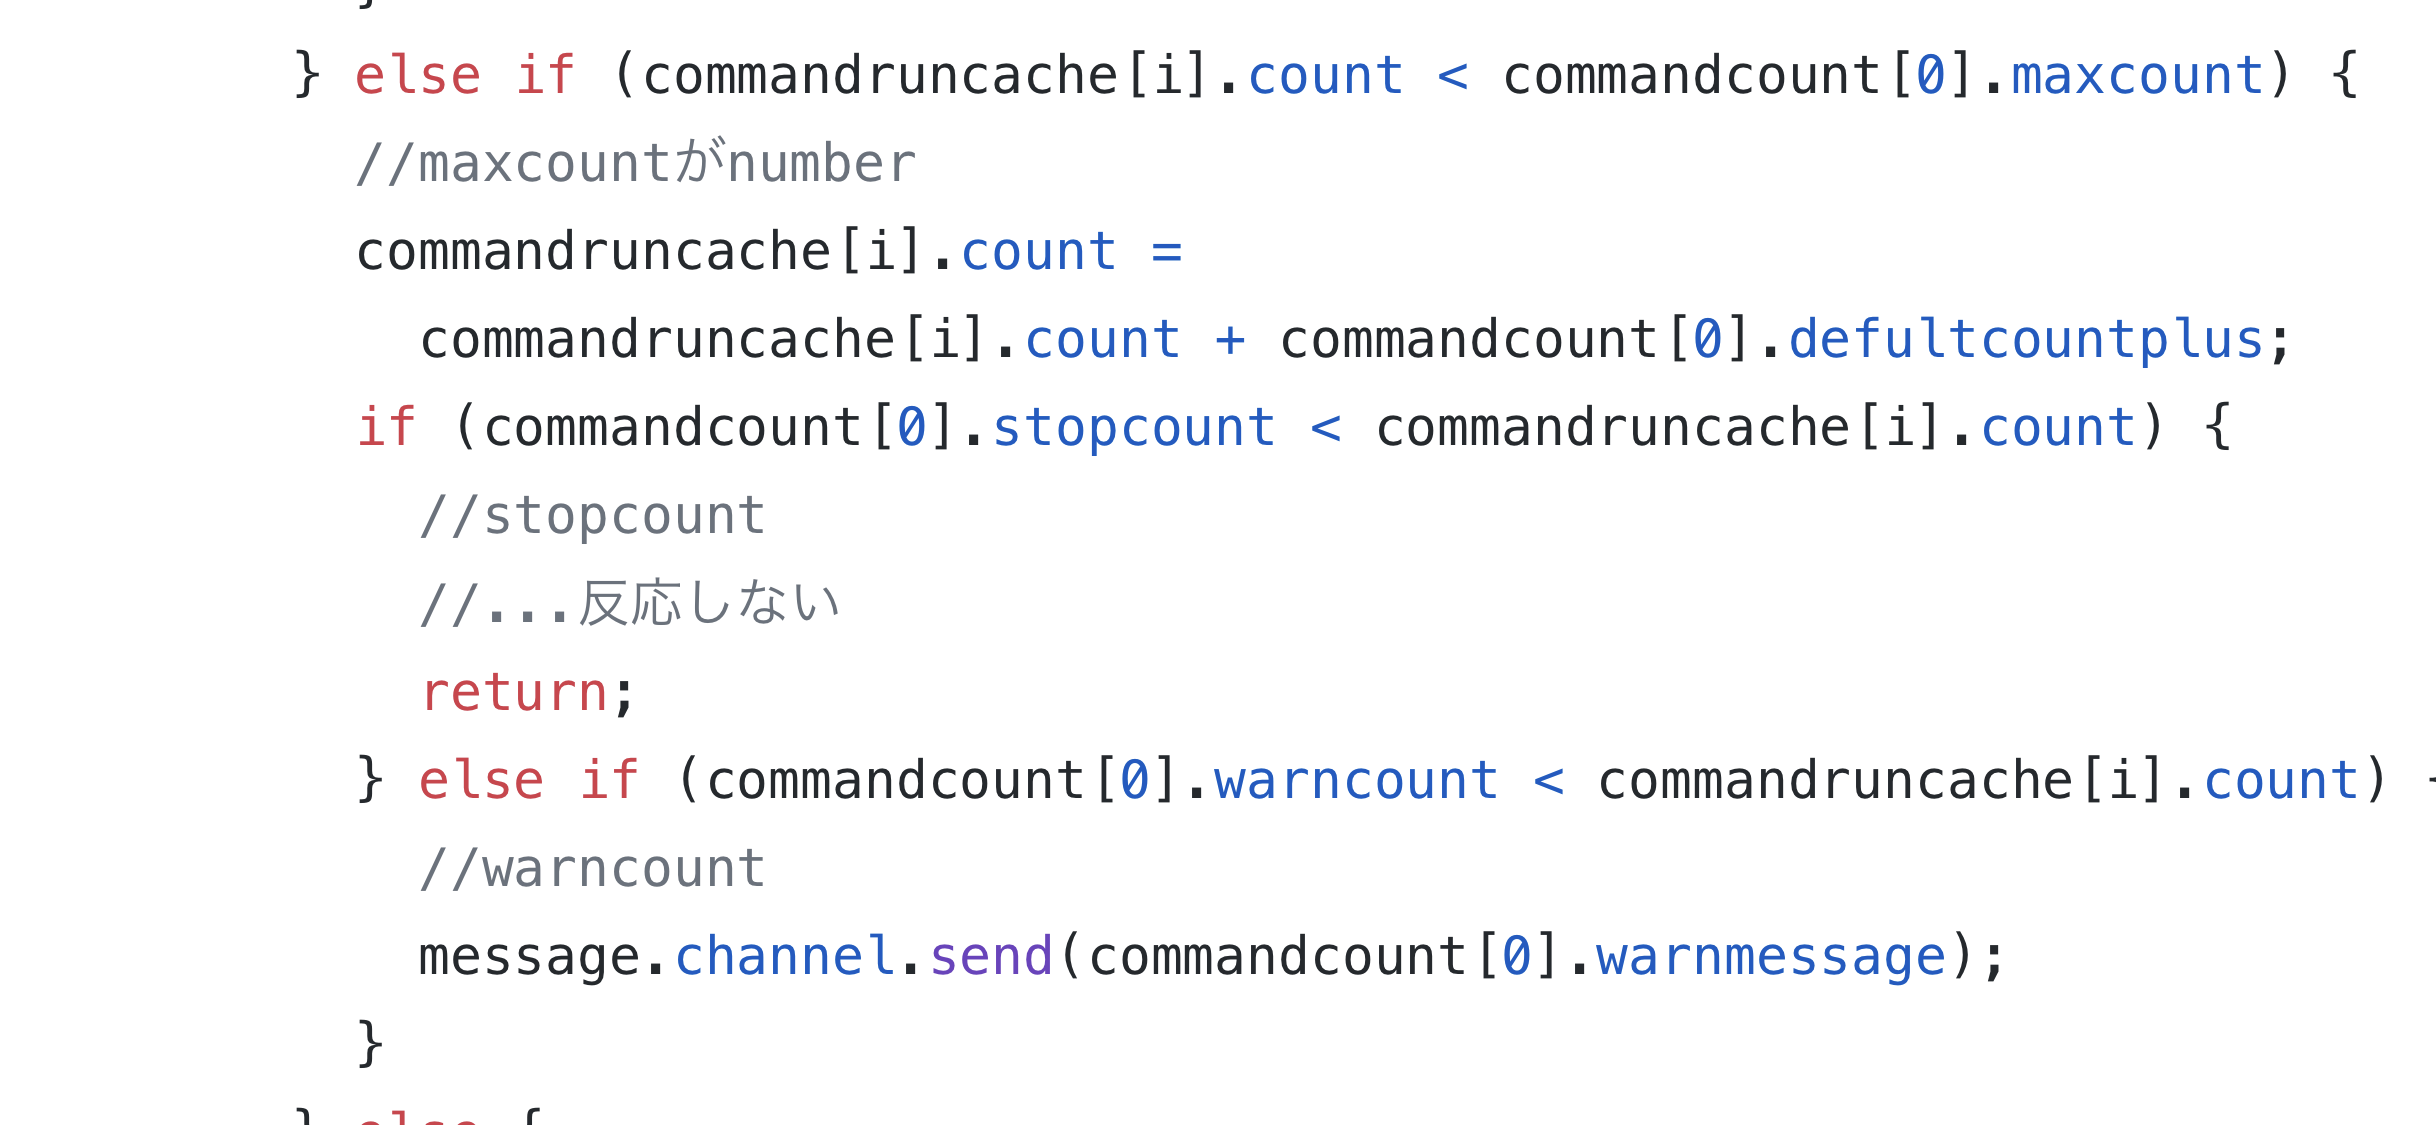 }
} else if (commandruncache[i].count < commandcount[0].maxcount) {
//maxcountがnumber
commandruncache[i].count =
commandruncache[i].count + commandcount[0].defultcountplus;
if (commandcount[0].stopcount < commandruncache[i].count) {
//stopcount
//...反応しない
return;
} else if (commandcount[0].warncount < commandruncache[i].count) {
//warncount
message.channel.send(commandcount[0].warnmessage);
}
} else {